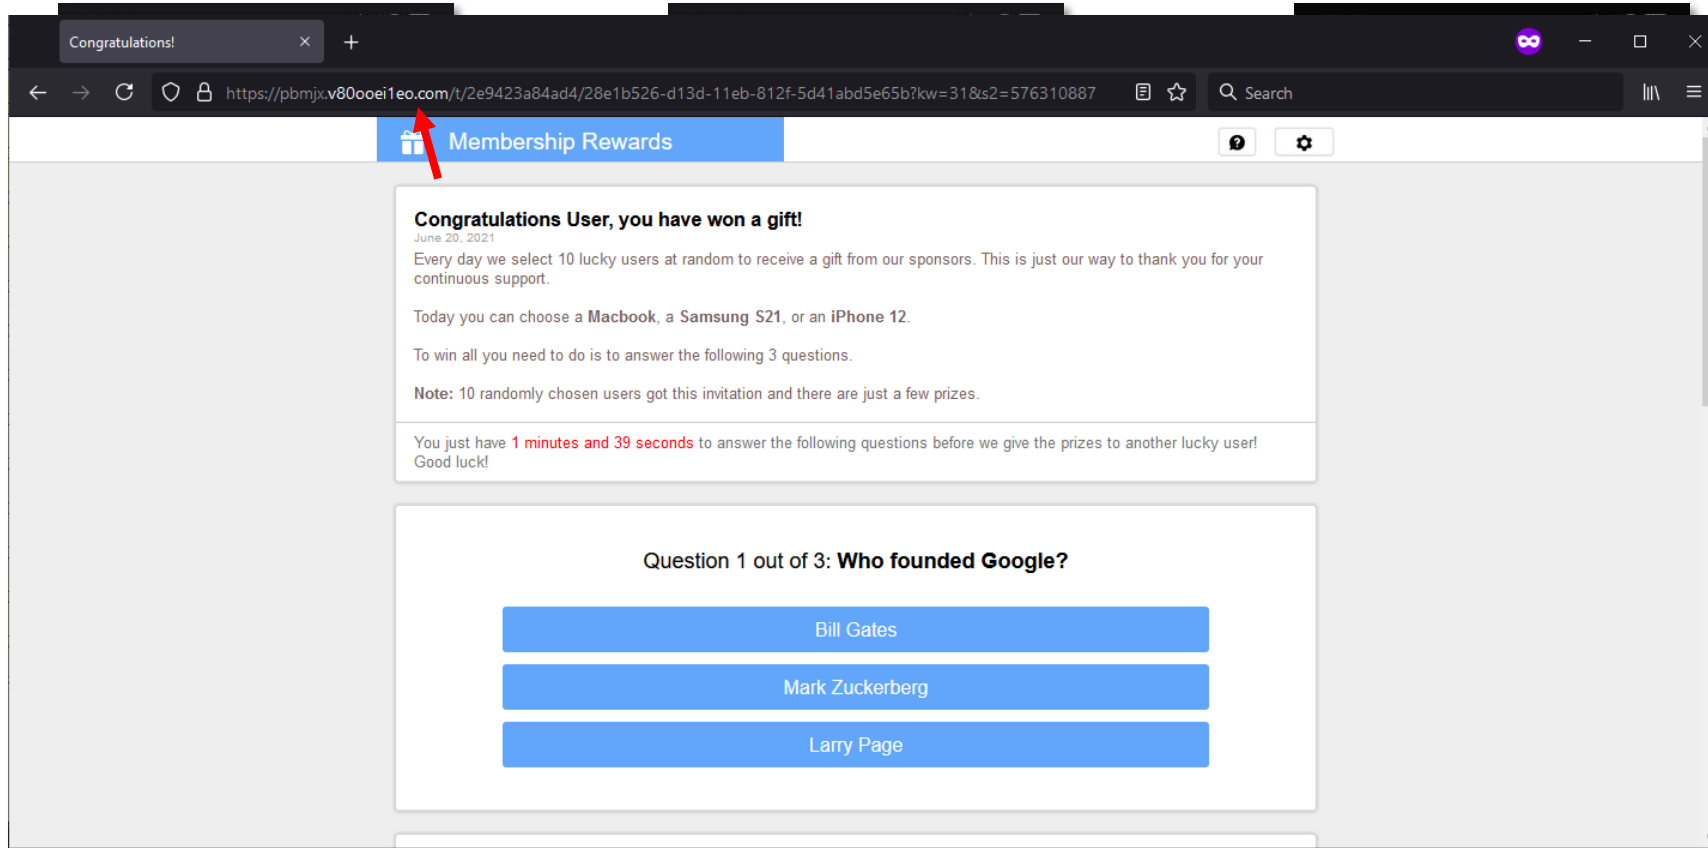 Congratulations!
https://pbmjx.v80ooei1eo.com/t/2e9423a84ad4/28e1b526-d13d-11eb-812f-5d41abd5e65b?kw=31&s2=576310887
Search
Membership Rewards
Congratulations User, you have won a gift!
June 20, 2021
Every day we select 10 lucky users at random to receive a gift from our sponsors. This is just our way to thank you for your
continuous support.
Today you can choose a Macbook, a Samsung S21, or an iPhone 12.
To win all you need to do is to answer the following 3 questions.
Note: 10 randomly chosen users got this invitation and there are just a few prizes.
You just have 1 minutes and 39 seconds to answer the following questions before we give the prizes to another lucky user!
Good luck!
Question 1 out of 3: Who founded Google?
Bill Gates
Mark Zuckerberg
Larry Page